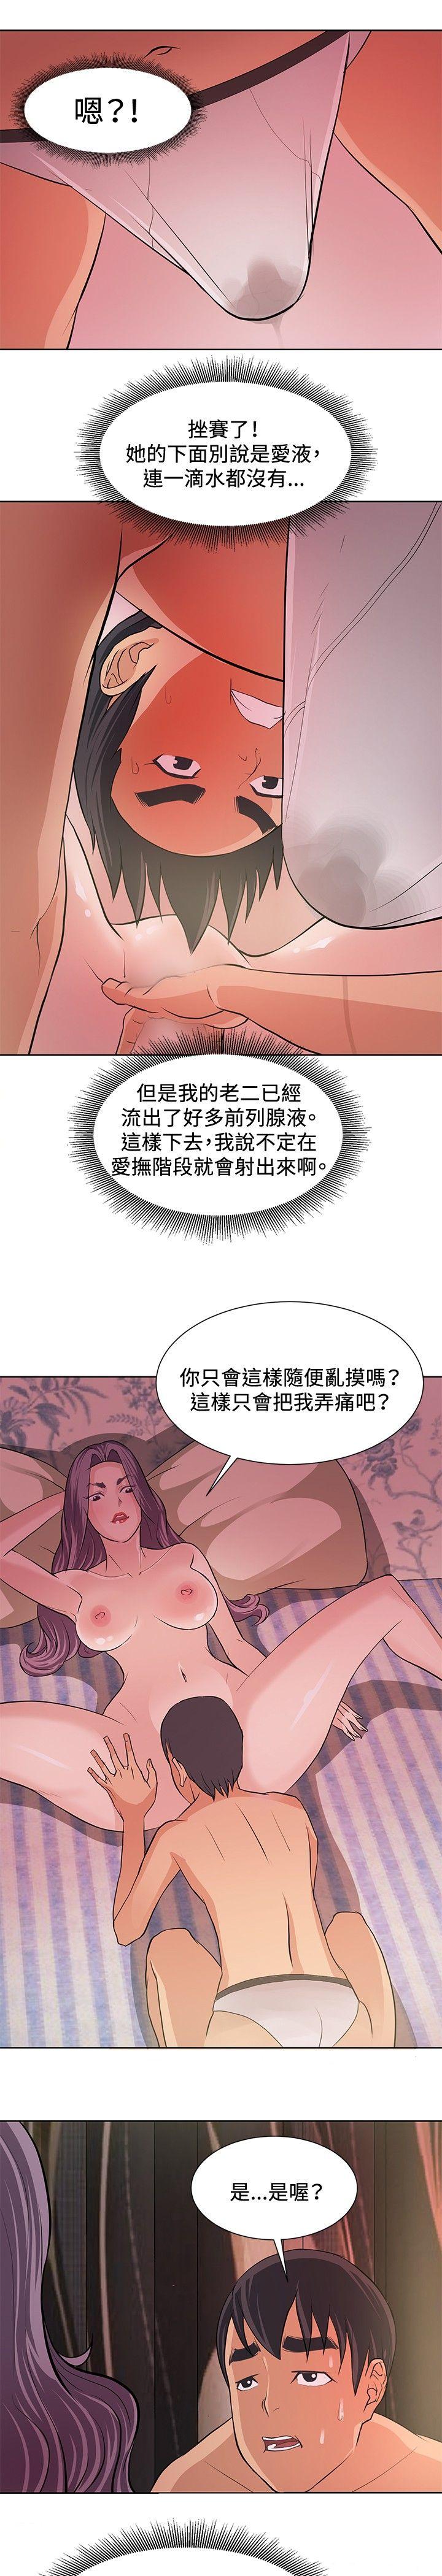 嗯？！
挫賽了！
她的下面別說是愛液，
連一滴水都沒有…
但是我的老二已經
流出了好多前列腺液。
這樣下去，我說不定在
愛撫階段就會射出來啊。
你只會這樣隨便亂摸嗎？
這樣只會把我弄痛吧？
是…是喔？